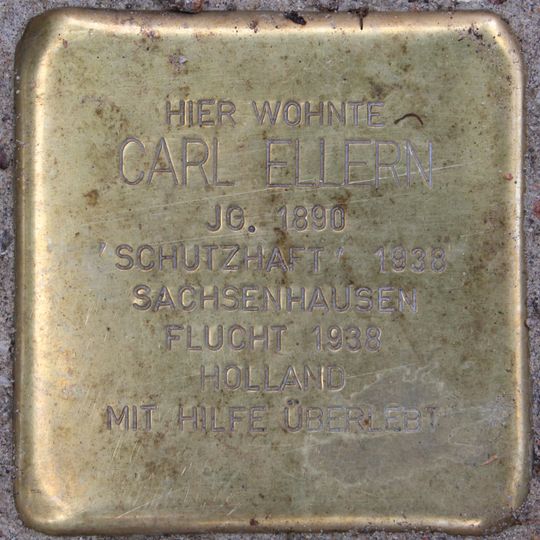 HIER WOHNTE
CARL ELLERN
JG. 1890
'SCHUTZHAFT' 1938
SACHSENHAUSEN
FLUCHT 1938
HOLLAND
MIT HILFE ÜBERLEBT